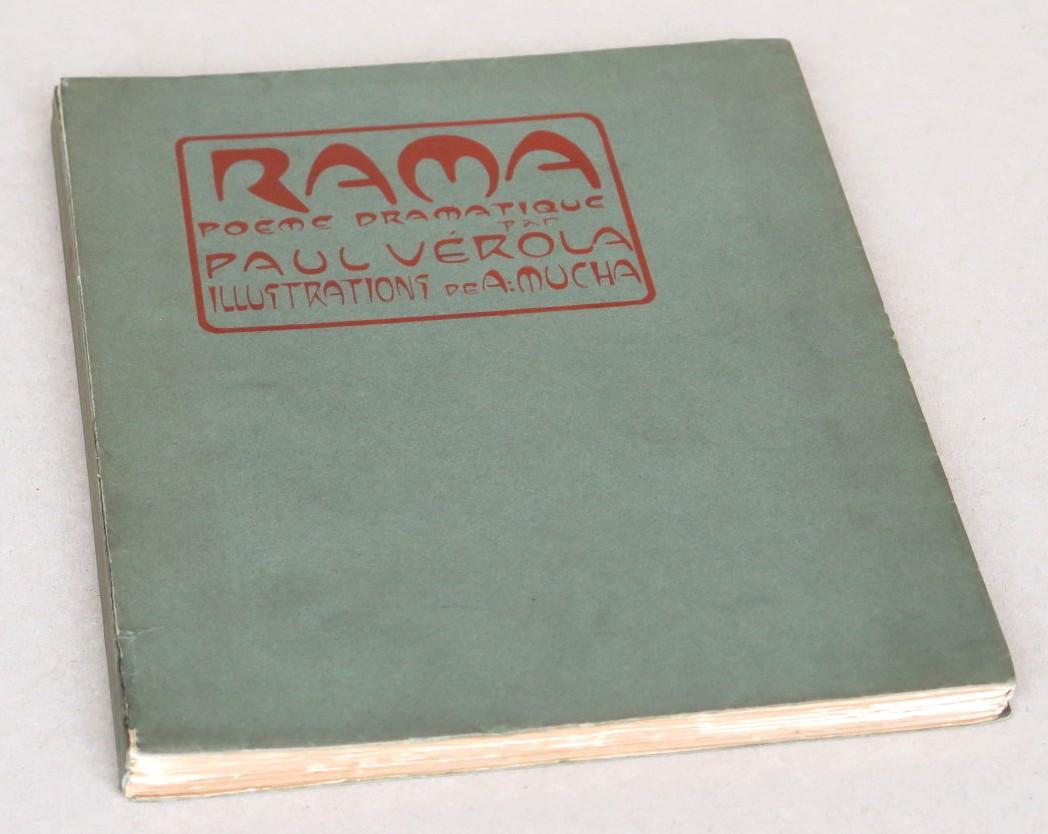 RAMA
POEME DRAMATIQUE
PAR
PAUL VÉROLA
ILLUSTRATIONS DE A: MUCHA